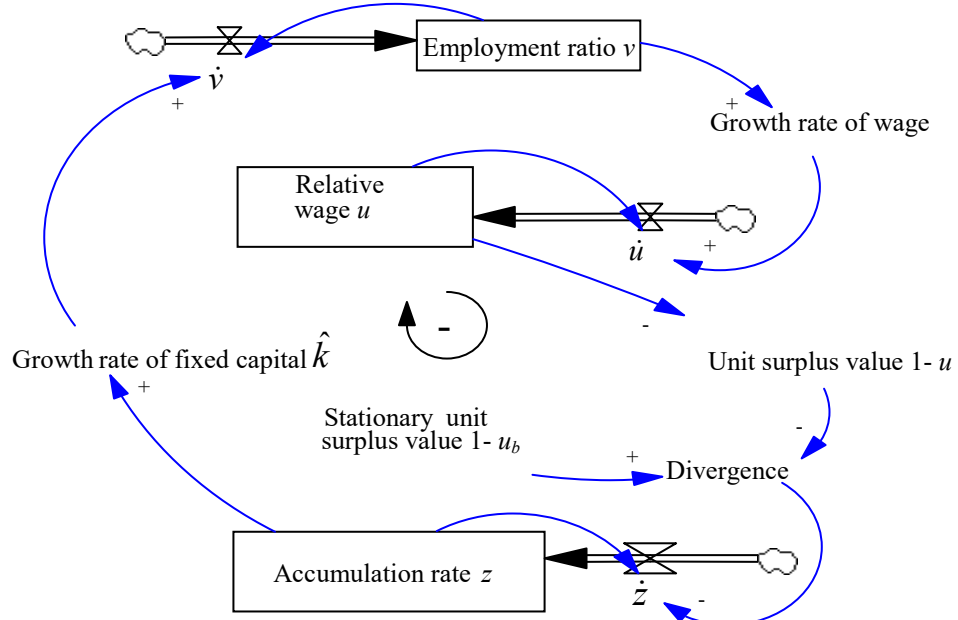 Employment ratio v
v̇
+
+
Growth rate of wage
Relative
wage u
u̇
+
-
-
Growth rate of fixed capital k̂
Unit surplus value 1- u
+
Stationary unit
surplus value 1- u_b
-
+
Divergence
Accumulation rate z
ż
-